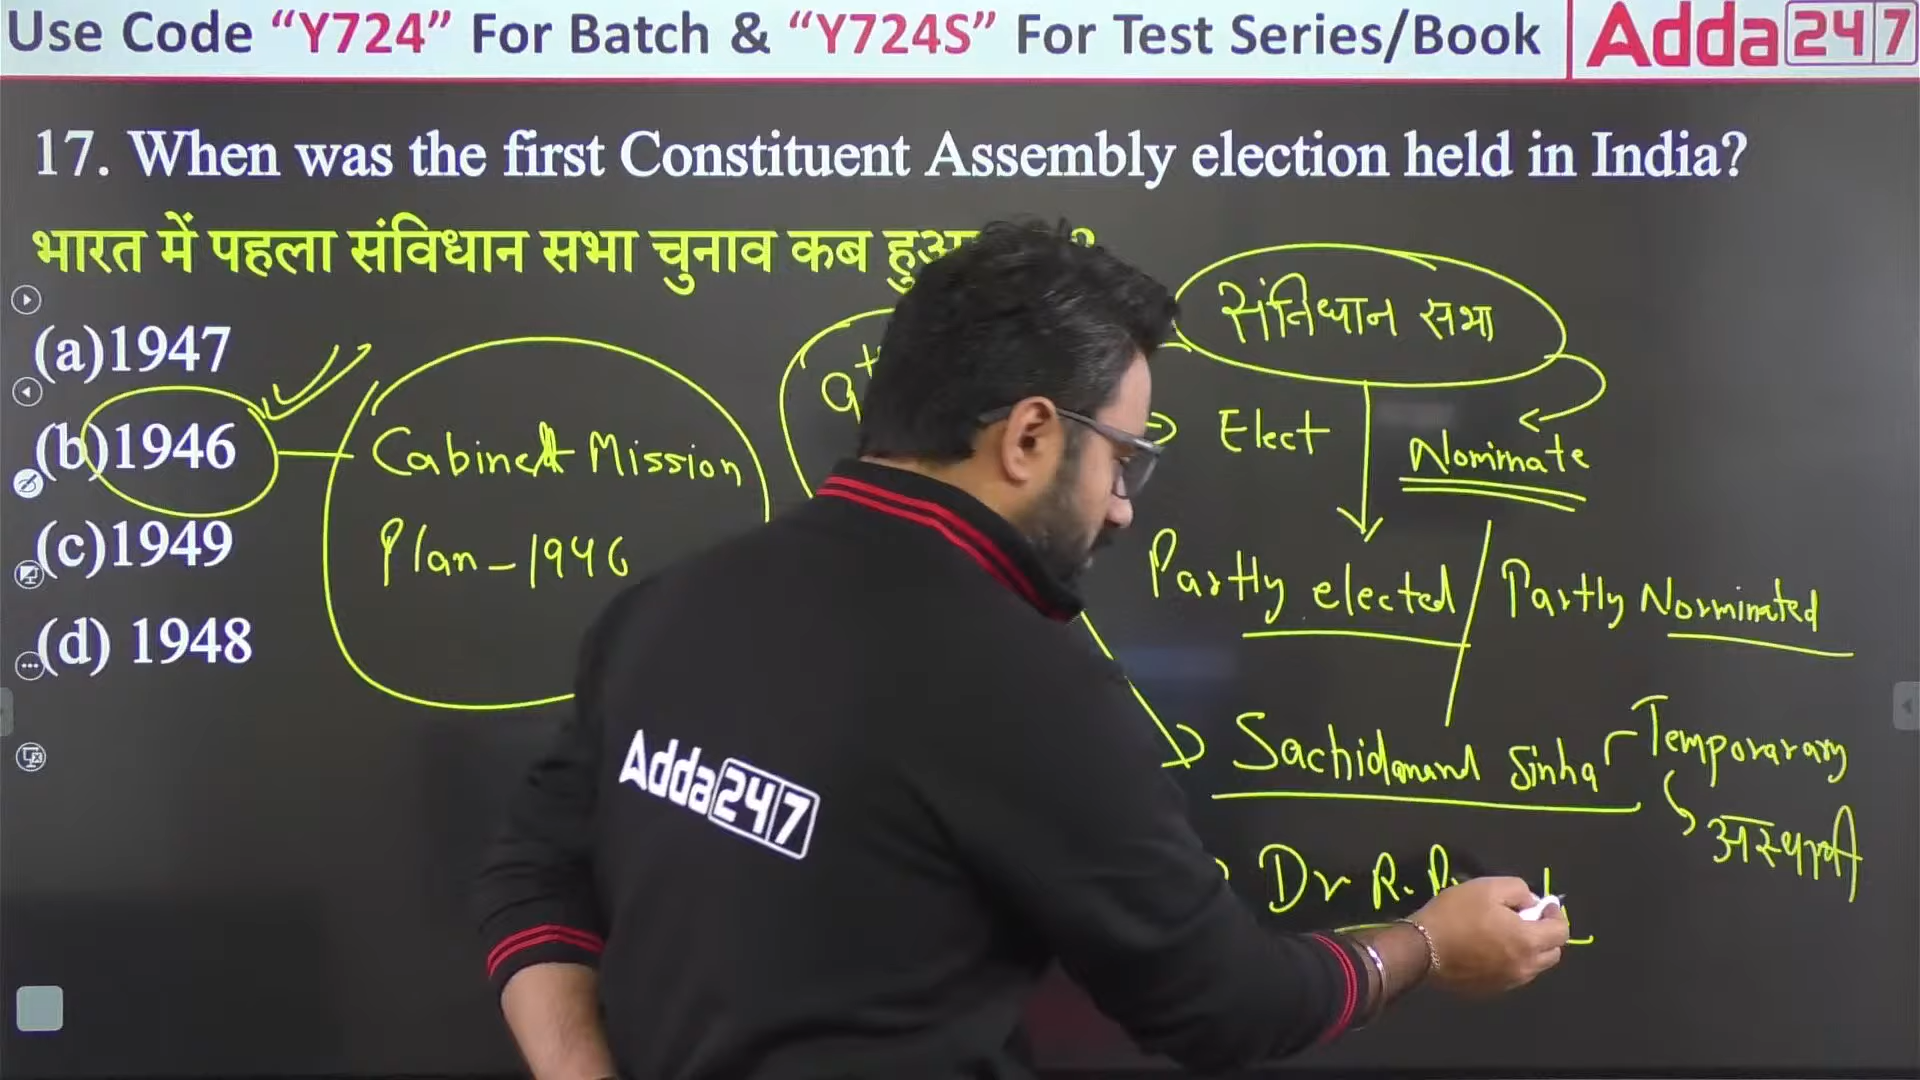 Use Code “Y724” For Batch & “Y724S” For Test Series/Book
Adda247
17. When was the first Constituent Assembly election held in India?
भारत में पहला संविधान सभा चुनाव कब
(a)1947
(b)1946
(c)1949
(d) 1948
Cabinet Mission
Plan-1946
संविधान सभा
Elect
Nominate
Partly elected
Partly Nominated
Sachidanand Sinha
Temporarary
अस्थायी
Dr R.
Adda247